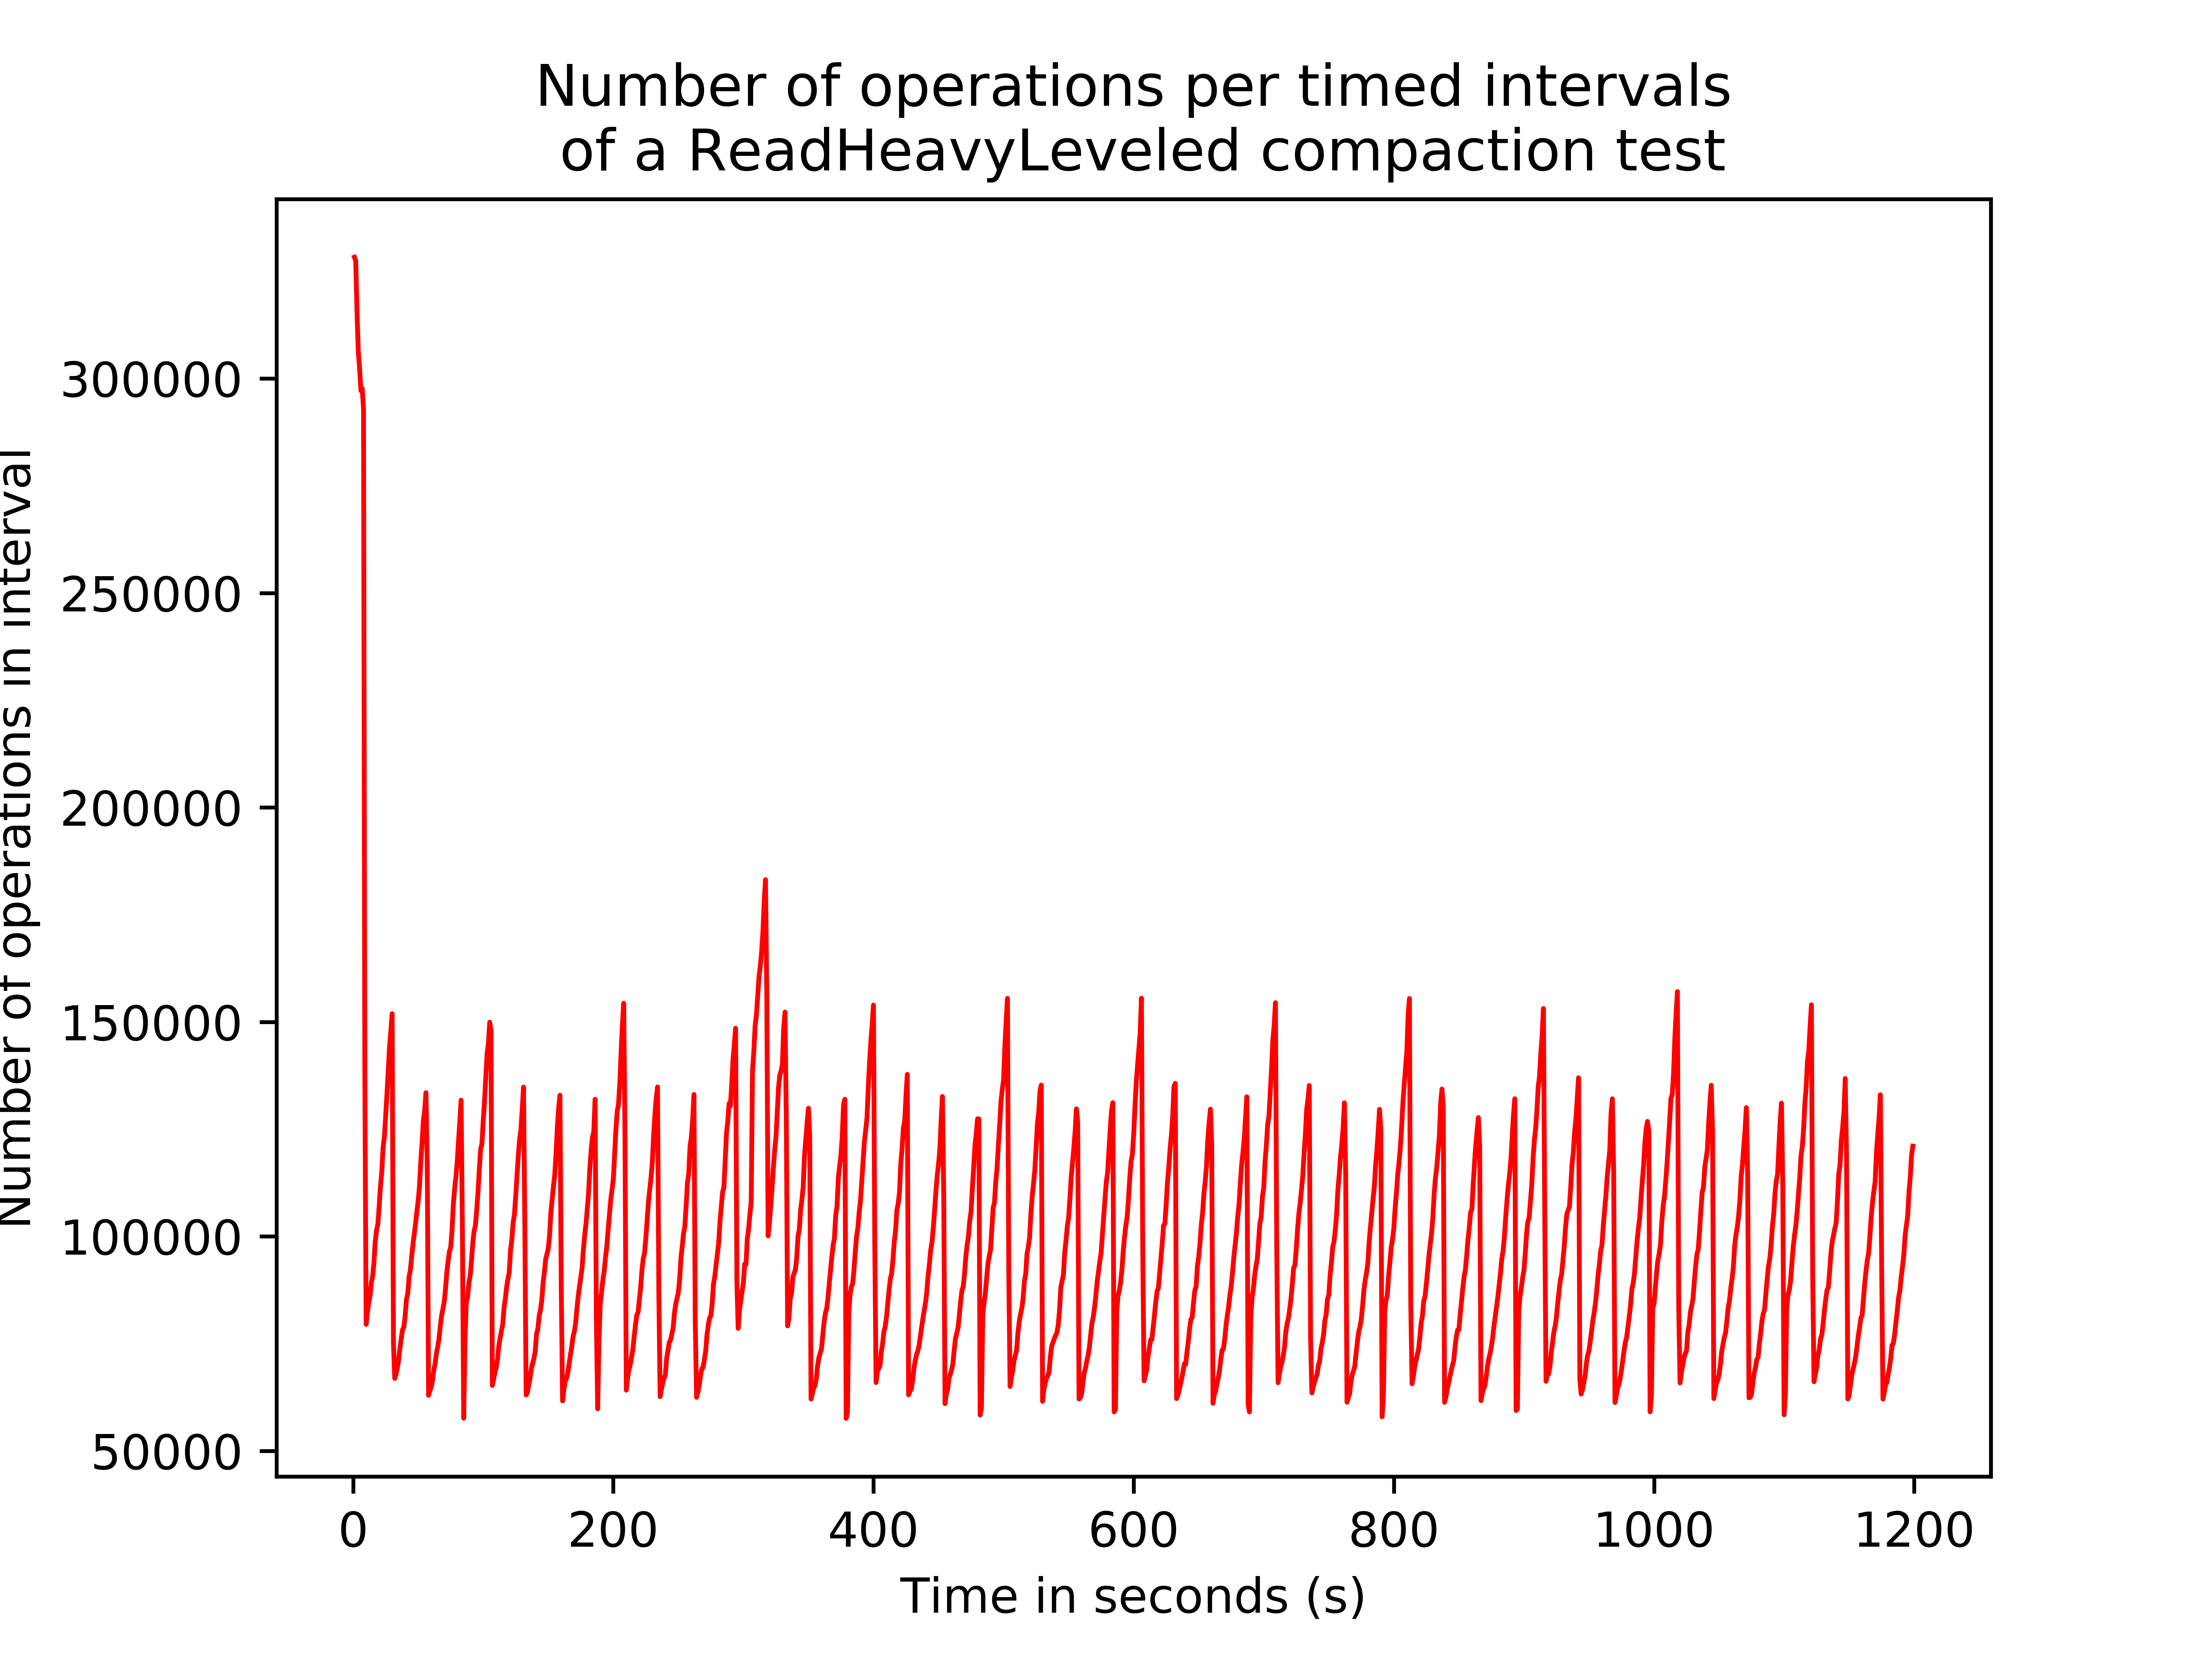 Number of operations per timed intervals
of a ReadHeavyLeveled compaction test
Number of operations in interval
300000
250000
200000
150000
100000
50000
0 200 400 600 800 1000 1200
Time in seconds (s)